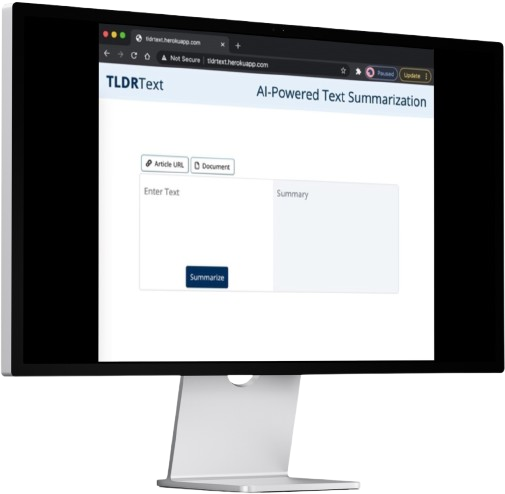 tldrtext.herokuapp.com
Not Secure | tldrtext.herokuapp.com
Paused
Update
TLDRText
AI-Powered Text Summarization
Article URL
Document
Enter Text
Summary
Summarize